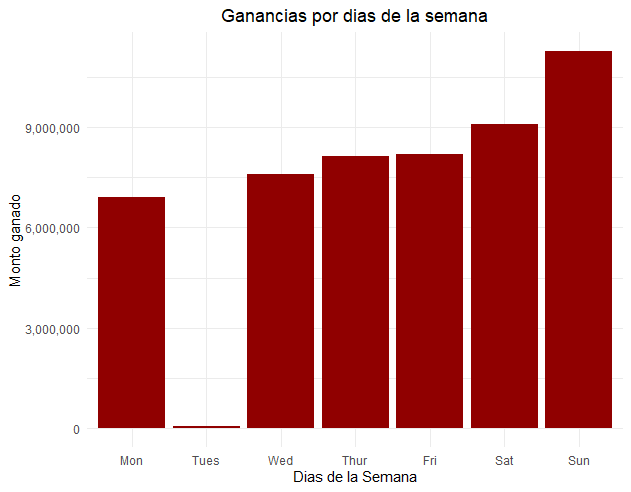 Ganancias por dias de la semana
Monto ganado
9,000,000
6,000,000
3,000,000
0
Mon Tues Wed Thur Fri Sat Sun
Dias de la Semana